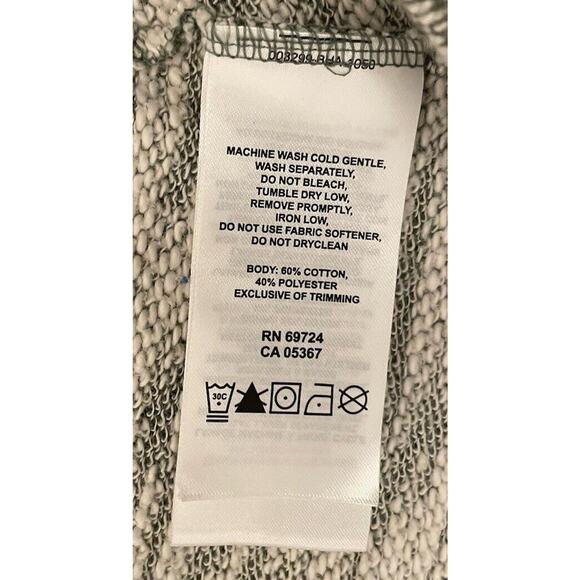 MACHINE WASH COLD GENTLE,
WASH SEPARATELY,
DO NOT BLEACH,
TUMBLE DRY LOW,
REMOVE PROMPTLY,
IRON LOW,
DO NOT USE FABRIC SOFTENER,
DO NOT DRYCLEAN
BODY: 60% COTTON,
40% POLYESTER
EXCLUSIVE OF TRIMMING
RN 69724
CA 05367
30C